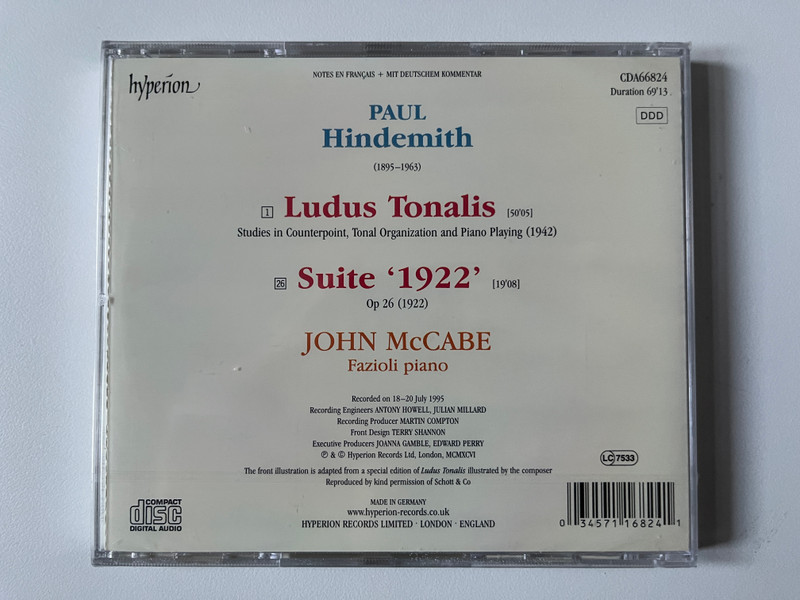 hyperion
NOTES EN FRANÇAIS + MIT DEUTSCHEM KOMMENTAR
CDA66824
Duration 69'13
DDD
PAUL
Hindemith
(1895–1963)
1 Ludus Tonalis [50'05]
Studies in Counterpoint, Tonal Organization and Piano Playing (1942)
26 Suite ‘1922’ [19'08]
Op 26 (1922)
JOHN McCABE
Fazioli piano
Recorded on 18–20 July 1995
Recording Engineers ANTONY HOWELL, JULIAN MILLARD
Recording Producer MARTIN COMPTON
Front Design TERRY SHANNON
Executive Producers JOANNA GAMBLE, EDWARD PERRY
℗ & © Hyperion Records Ltd, London, MCMXCVI
LC 7533
The front illustration is adapted from a special edition of Ludus Tonalis illustrated by the composer
Reproduced by kind permission of Schott & Co
COMPACT
disc
DIGITAL AUDIO
MADE IN GERMANY
www.hyperion-records.co.uk
HYPERION RECORDS LIMITED · LONDON · ENGLAND
0 34571 16824 1